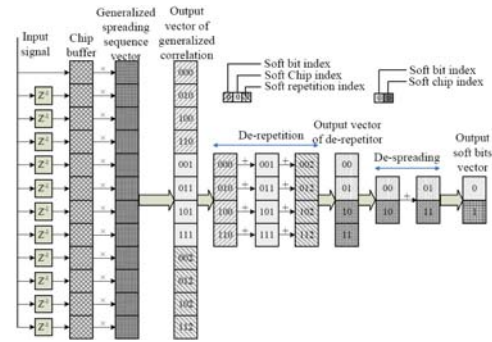 Input signal
Chip buffer
Generalized spreading sequence vector
Output vector of generalized correlation
000
010
100
110
001
011
101
111
002
012
102
112
Soft bit index
Soft Chip index
Soft repetition index
0
Soft bit index
Soft chip index
0
De-repetition
000 + 001 + 002
010 + 011 + 012
100 + 101 + 102
110 + 111 + 112
Output vector of de-repetitor
00
01
10
11
De-spreading
00 + 01
10 11
Output soft bits vector
0
1